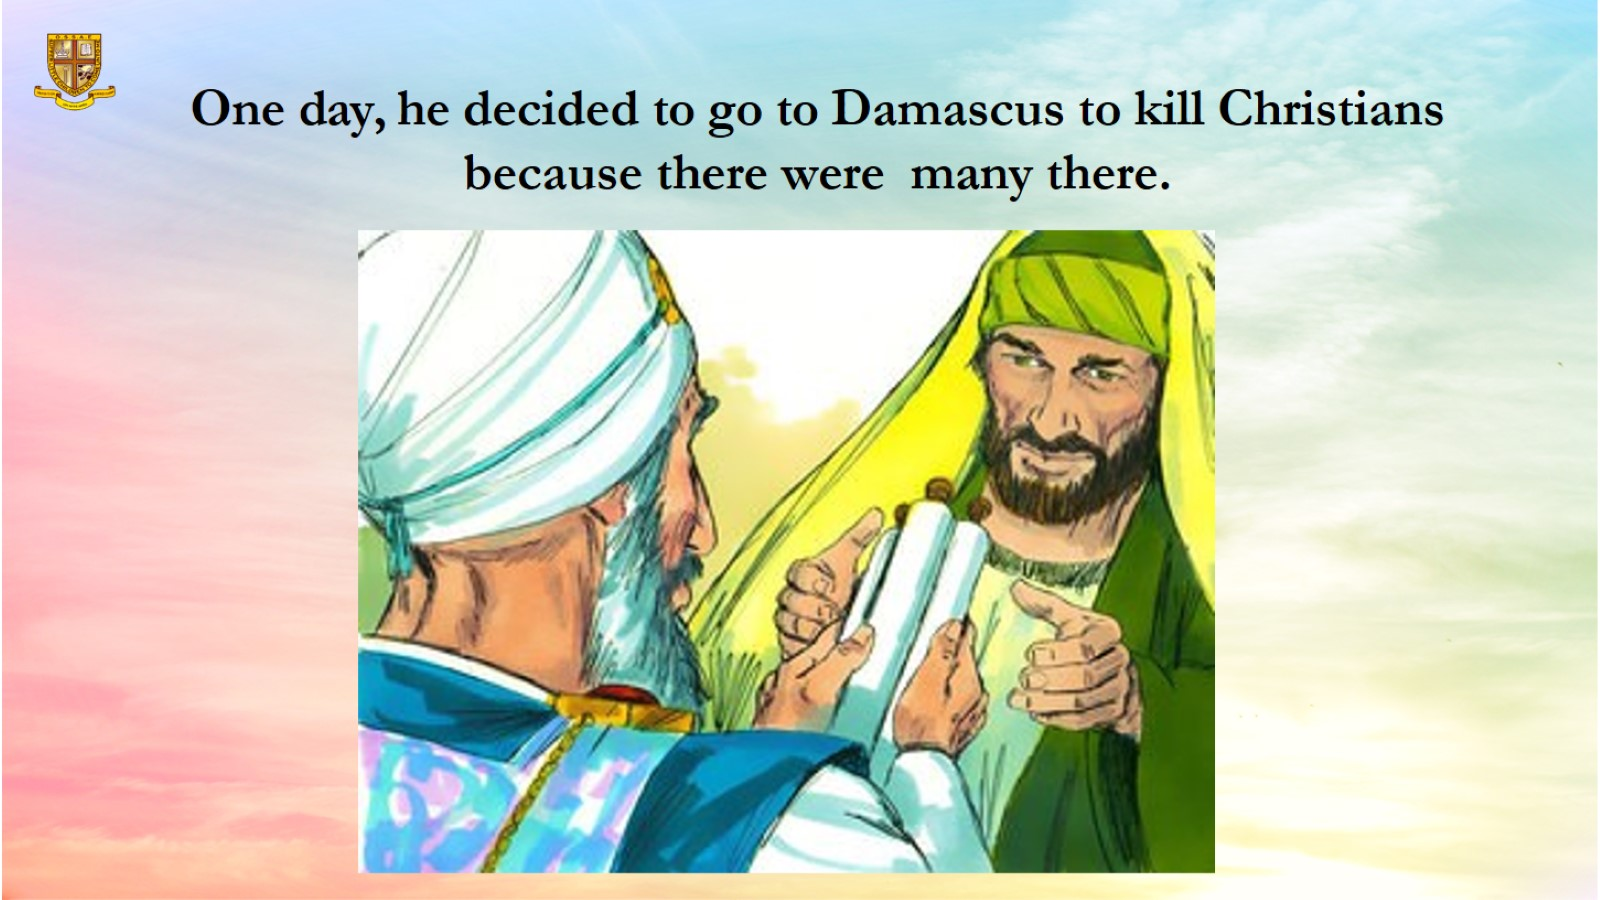 One day, he decided to go to Damascus to kill Christians
because there were  many there.